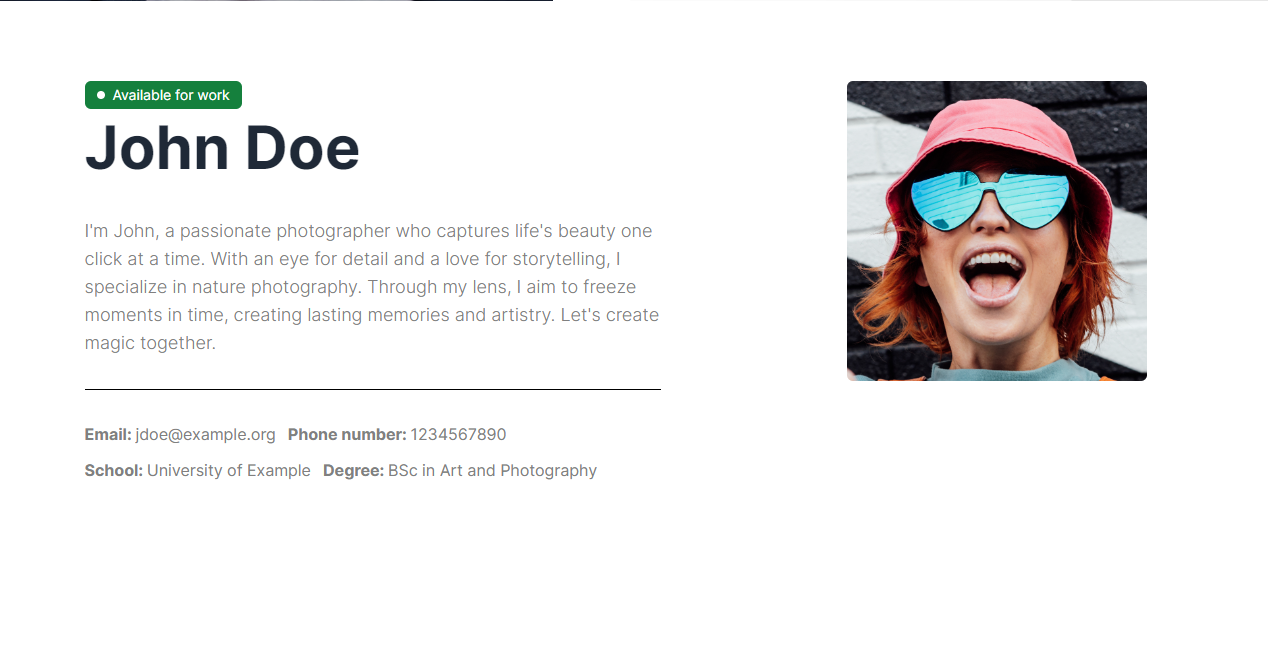 Available for work
John Doe
I'm John, a passionate photographer who captures life's beauty one
click at a time. With an eye for detail and a love for storytelling, I
specialize in nature photography. Through my lens, I aim to freeze
moments in time, creating lasting memories and artistry. Let's create
magic together.
Email: jdoe@example.org Phone number: 1234567890
School: University of Example Degree: BSc in Art and Photography